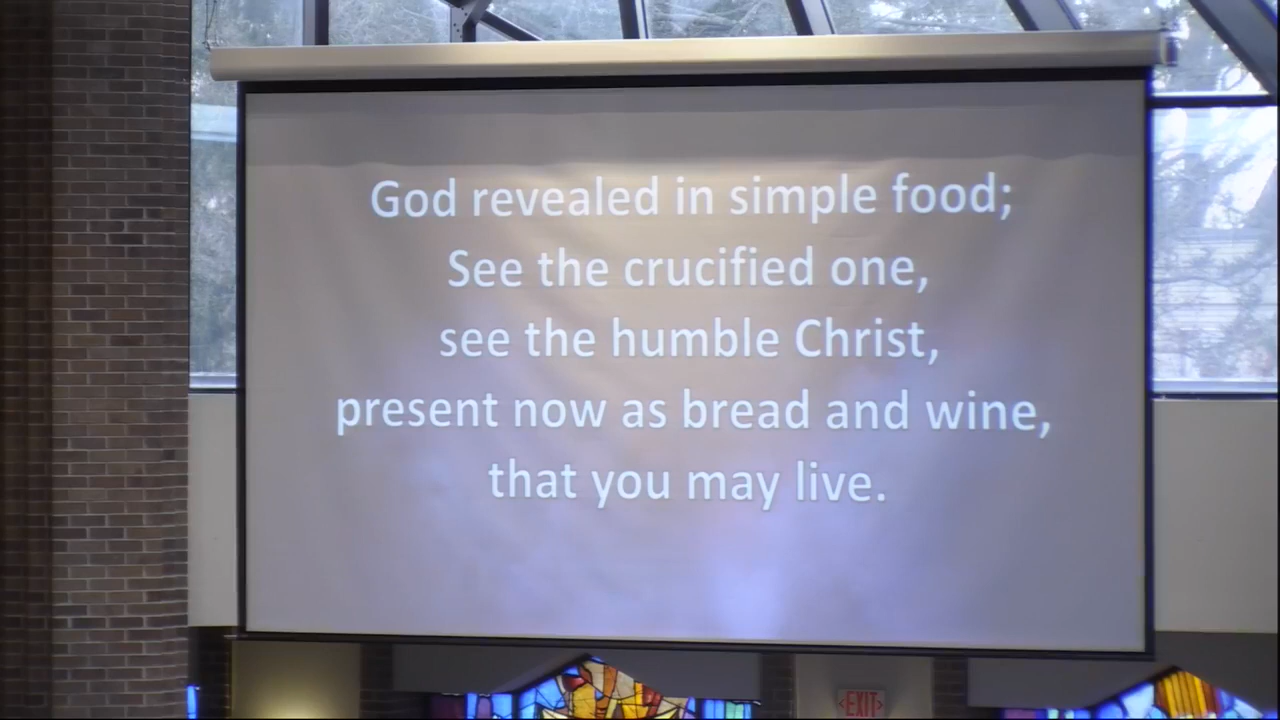 God revealed in simple food;
See the crucified one,
see the humble Christ,
present now as bread and wine,
that you may live.
EXIT